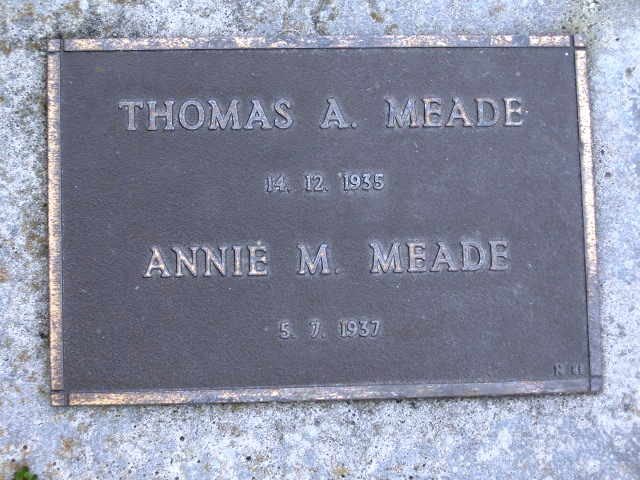 THOMAS A. MEADE
14. 12. 1935
ANNIE M. MEADE
5. 7. 1937